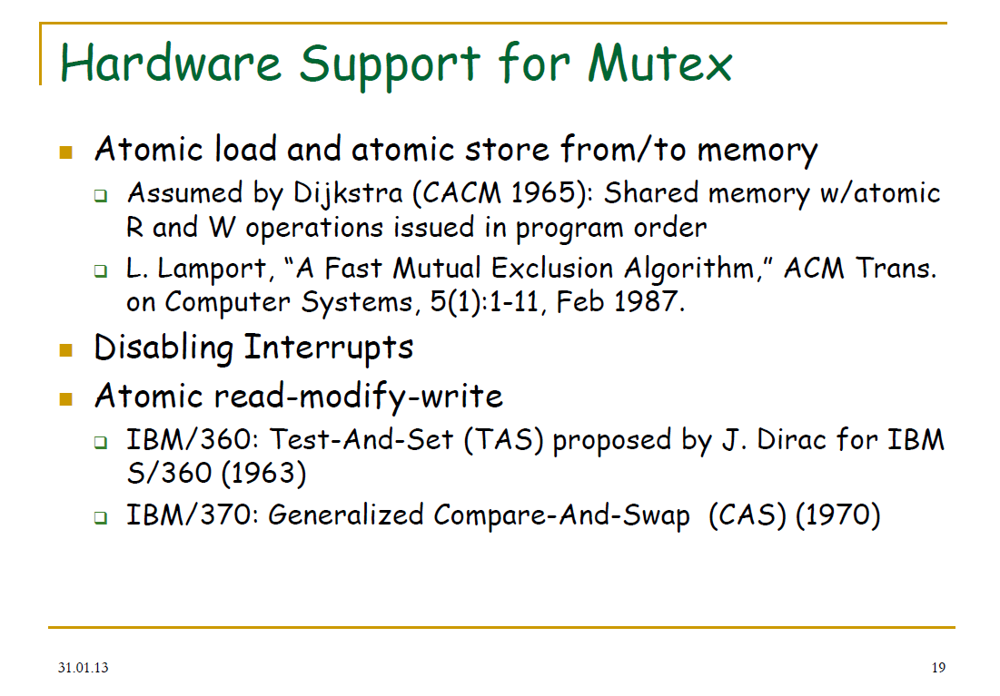 Hardware Support for Mutex
Atomic load and atomic store from/to memory
Assumed by Dijkstra (CACM 1965): Shared memory w/atomic
R and W operations issued in program order
L. Lamport, “A Fast Mutual Exclusion Algorithm,” ACM Trans.
on Computer Systems, 5(1):1-11, Feb 1987.
Disabling Interrupts
Atomic read-modify-write
IBM/360: Test-And-Set (TAS) proposed by J. Dirac for IBM
S/360 (1963)
IBM/370: Generalized Compare-And-Swap (CAS) (1970)
31.01.13
19